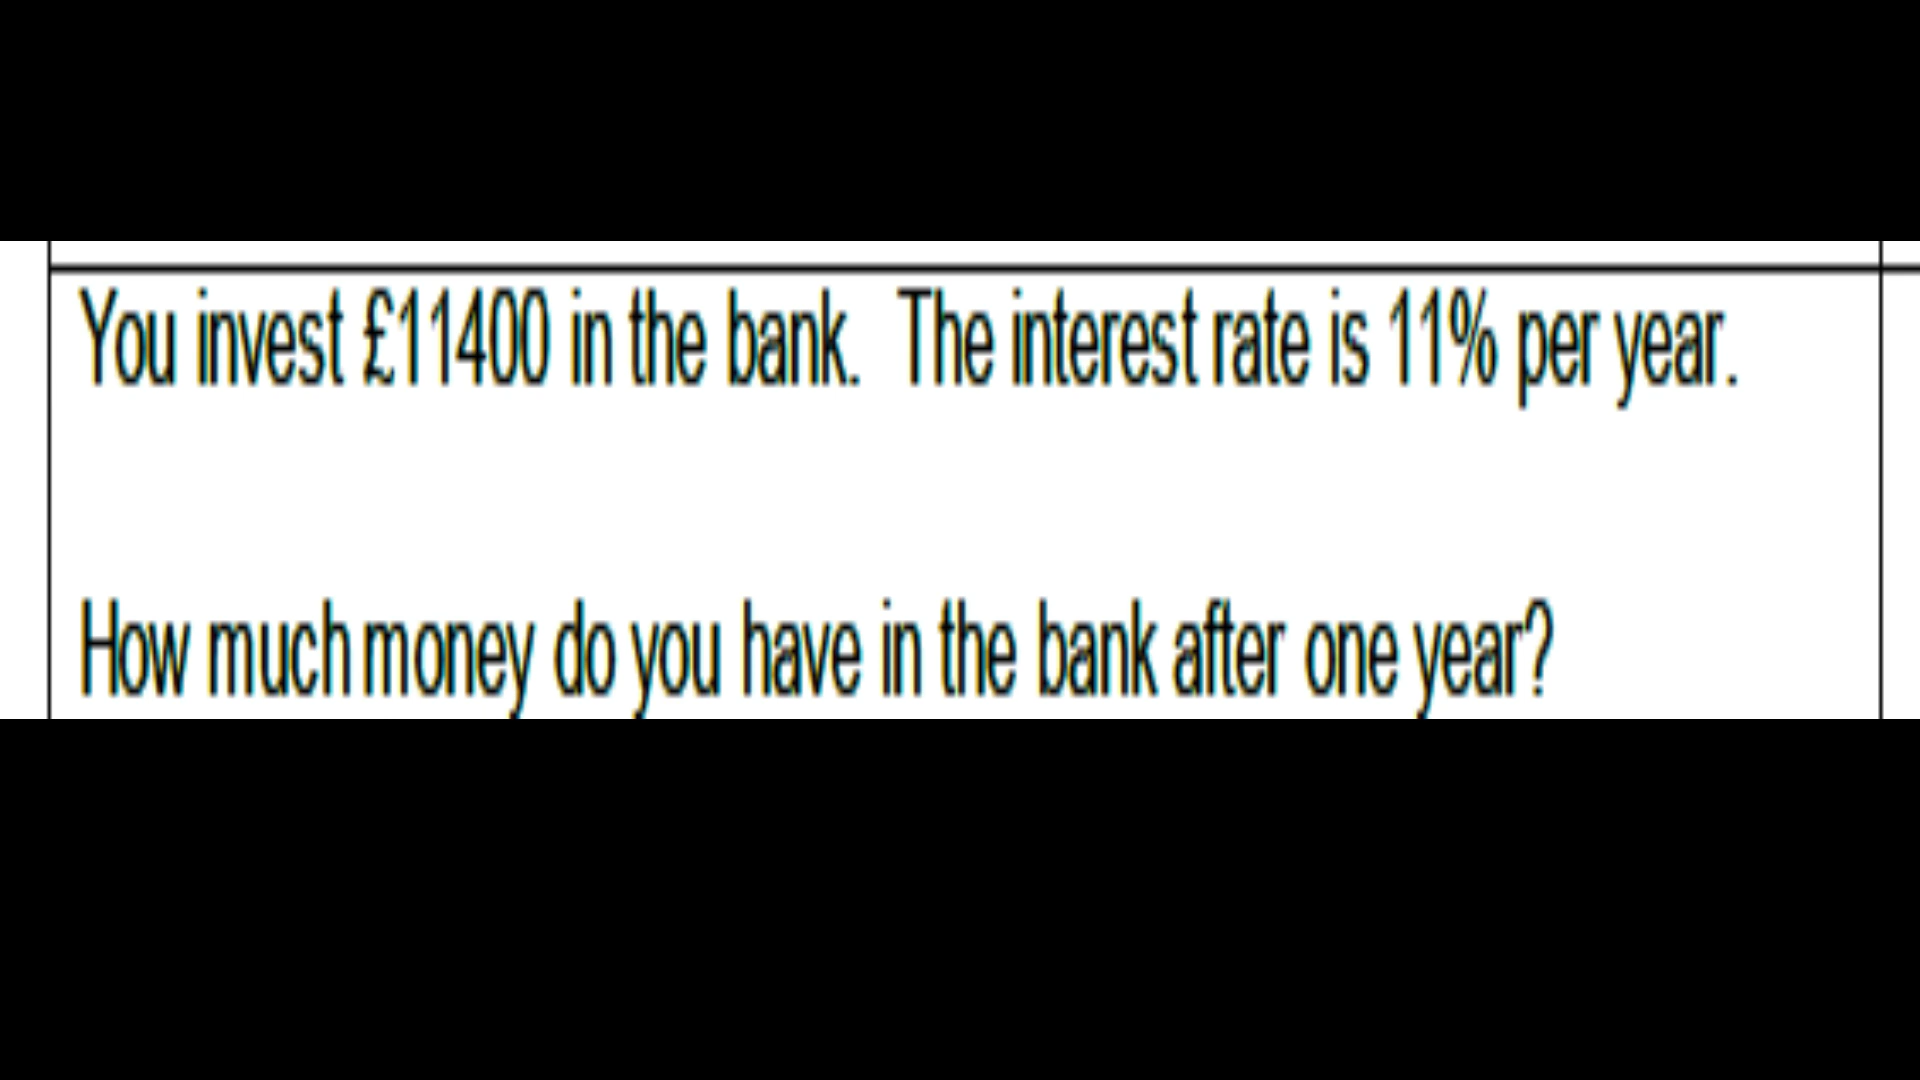 You invest £11400 in the bank.  The interest rate is 11% per year.
How much money do you have in the bank after one year?